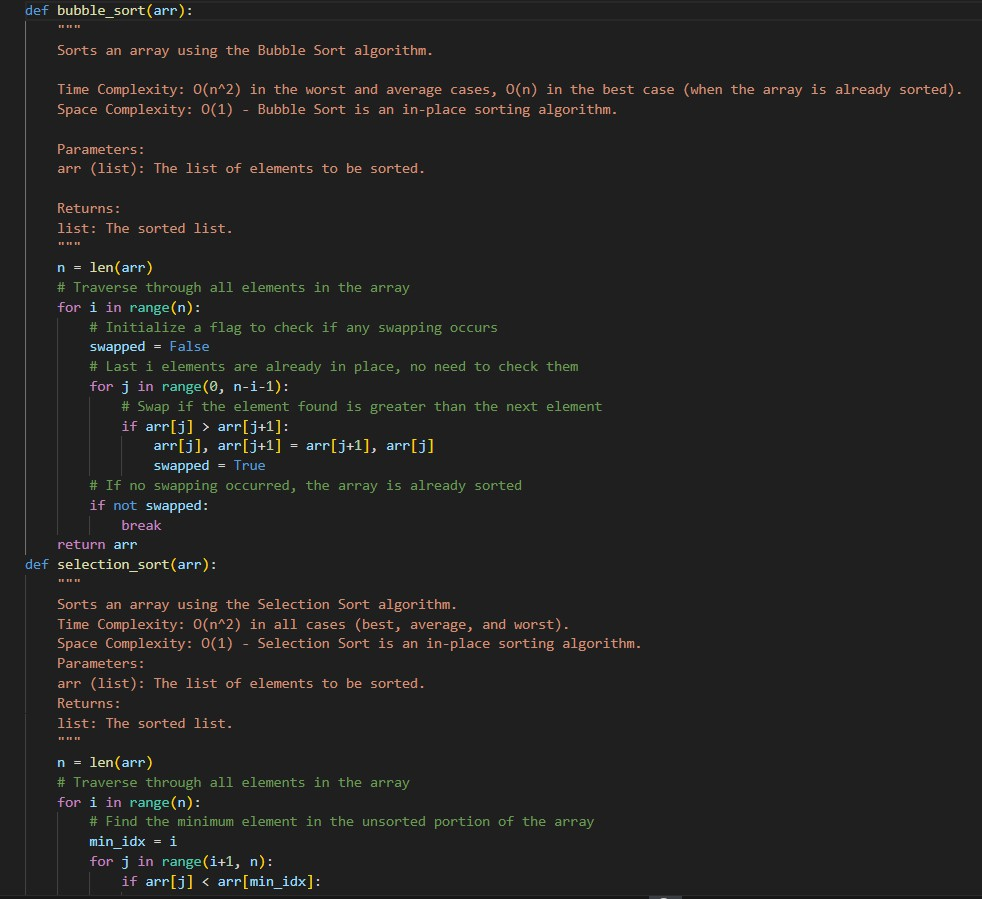 def bubble_sort(arr):
    """
    Sorts an array using the Bubble Sort algorithm.

    Time Complexity: O(n^2) in the worst and average cases, O(n) in the best case (when the array is already sorted).
    Space Complexity: O(1) - Bubble Sort is an in-place sorting algorithm.

    Parameters:
    arr (list): The list of elements to be sorted.

    Returns:
    list: The sorted list.
    """
    n = len(arr)
    # Traverse through all elements in the array
    for i in range(n):
        # Initialize a flag to check if any swapping occurs
        swapped = False
        # Last i elements are already in place, no need to check them
        for j in range(0, n-i-1):
            # Swap if the element found is greater than the next element
            if arr[j] > arr[j+1]:
                arr[j], arr[j+1] = arr[j+1], arr[j]
                swapped = True
        # If no swapping occurred, the array is already sorted
        if not swapped:
            break
    return arr
def selection_sort(arr):
    """
    Sorts an array using the Selection Sort algorithm.
    Time Complexity: O(n^2) in all cases (best, average, and worst).
    Space Complexity: O(1) - Selection Sort is an in-place sorting algorithm.
    Parameters:
    arr (list): The list of elements to be sorted.
    Returns:
    list: The sorted list.
    """
    n = len(arr)
    # Traverse through all elements in the array
    for i in range(n):
        # Find the minimum element in the unsorted portion of the array
        min_idx = i
        for j in range(i+1, n):
            if arr[j] < arr[min_idx]: